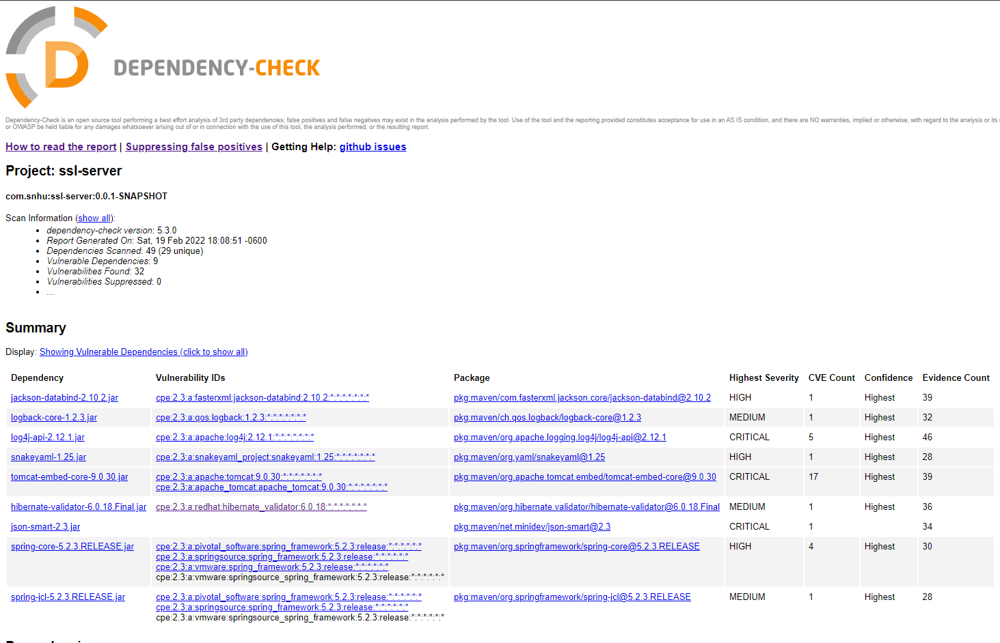 D DEPENDENCY-CHECK
Dependency-Check is an open source tool performing a best effort analysis of 3rd party dependencies; false positives and false negatives may exist in the analysis performed by the tool. Use of the tool and the reporting provided constitutes acceptance for use in an AS IS condition, and there are NO warranties, implied or otherwise, with regard to the analysis or its
or OWASP be held liable for any damages whatsoever arising out of or in connection with the use of this tool, the analysis performed, or the resulting report.
How to read the report | Suppressing false positives | Getting Help: github issues
Project: ssl-server
com.snhu:ssl-server:0.0.1-SNAPSHOT
Scan Information (show all):
• dependency-check version: 5.3.0
• Report Generated On: Sat, 19 Feb 2022 18:08:51 -0600
• Dependencies Scanned: 49 (29 unique)
• Vulnerable Dependencies: 9
• Vulnerabilities Found: 32
• Vulnerabilities Suppressed: 0
• ...
Summary
Display: Showing Vulnerable Dependencies (click to show all)
Dependency Vulnerability IDs Package Highest Severity CVE Count Confidence Evidence Count
jackson-databind-2.10.2.jar cpe:2.3:a:fasterxml:jackson-databind:2.10.2:*:*:*:*:*:*:* pkg:maven/com.fasterxml.jackson.core/jackson-databind@2.10.2 HIGH 1 Highest 39
logback-core-1.2.3.jar cpe:2.3:a:qos:logback:1.2.3:*:*:*:*:*:*:* pkg:maven/ch.qos.logback/logback-core@1.2.3 MEDIUM 1 Highest 32
log4j-api-2.12.1.jar cpe:2.3:a:apache:log4j:2.12.1:*:*:*:*:*:*:* pkg:maven/org.apache.logging.log4j/log4j-api@2.12.1 CRITICAL 5 Highest 46
snakeyaml-1.25.jar cpe:2.3:a:snakeyaml_project:snakeyaml:1.25:*:*:*:*:*:*:* pkg:maven/org.yaml/snakeyaml@1.25 HIGH 1 Highest 28
tomcat-embed-core-9.0.30.jar cpe:2.3:a:apache:tomcat:9.0.30:*:*:*:*:*:*:* pkg:maven/org.apache.tomcat.embed/tomcat-embed-core@9.0.30 CRITICAL 17 Highest 39
cpe:2.3:a:apache_tomcat:apache_tomcat:9.0.30:*:*:*:*:*:*:*
hibernate-validator-6.0.18.Final.jar cpe:2.3:a:redhat:hibernate_validator:6.0.18:*:*:*:*:*:*:* pkg:maven/org.hibernate.validator/hibernate-validator@6.0.18.Final MEDIUM 1 Highest 36
json-smart-2.3.jar pkg:maven/net.minidev/json-smart@2.3 CRITICAL 1 34
spring-core-5.2.3.RELEASE.jar cpe:2.3:a:pivotal_software:spring_framework:5.2.3:release:*:*:*:*:*:* pkg:maven/org.springframework/spring-core@5.2.3.RELEASE HIGH 4 Highest 30
cpe:2.3:a:springsource:spring_framework:5.2.3:release:*:*:*:*:*:*
cpe:2.3:a:vmware:spring_framework:5.2.3:release:*:*:*:*:*:*
cpe:2.3:a:vmware:springsource_spring_framework:5.2.3:release:*:*:*:*:*:*
spring-jcl-5.2.3.RELEASE.jar cpe:2.3:a:pivotal_software:spring_framework:5.2.3:release:*:*:*:*:*:* pkg:maven/org.springframework/spring-jcl@5.2.3.RELEASE MEDIUM 1 Highest 28
cpe:2.3:a:springsource:spring_framework:5.2.3:release:*:*:*:*:*:*
cpe:2.3:a:vmware:springsource_spring_framework:5.2.3:release:*:*:*:*:*:*